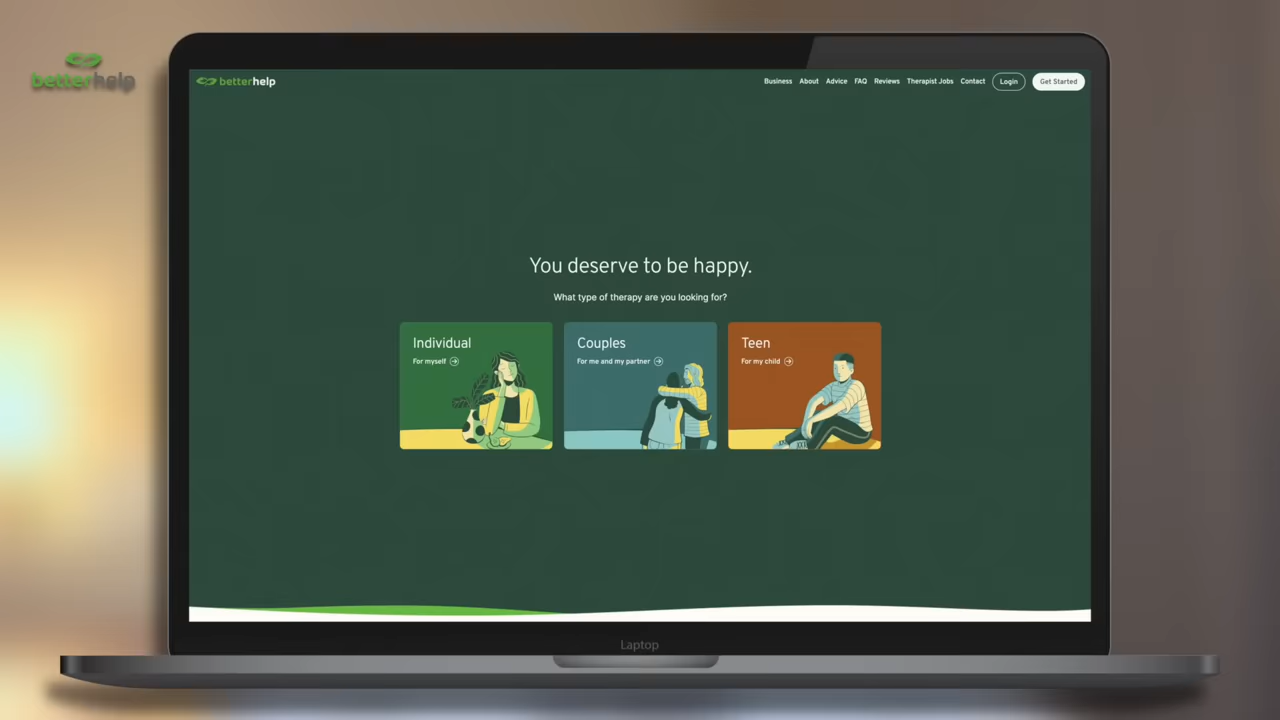 betterhelp
betterhelp
Business About Advice FAQ Reviews Therapist Jobs Contact Login Get Started
You deserve to be happy.
What type of therapy are you looking for?
Individual
For myself
Couples
For me and my partner
Teen
For my child
Laptop